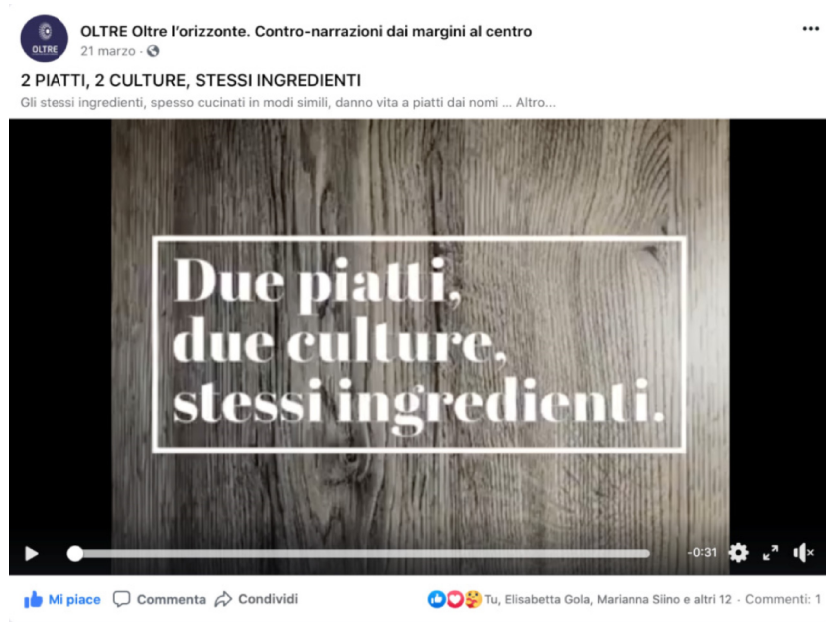 OLTRE Oltre l'orizzonte. Contro-narrazioni dai margini al centro
OLTRE
21 marzo ·
2 PIATTI, 2 CULTURE, STESSI INGREDIENTI
Gli stessi ingredienti, spesso cucinati in modi simili, danno vita a piatti dai nomi ... Altro...
Due piatti,
due culture,
stessi ingredienti.
-0:31
Mi piace Commenta Condividi Tu, Elisabetta Gola, Marianna Siino e altri 12 · Commenti: 1